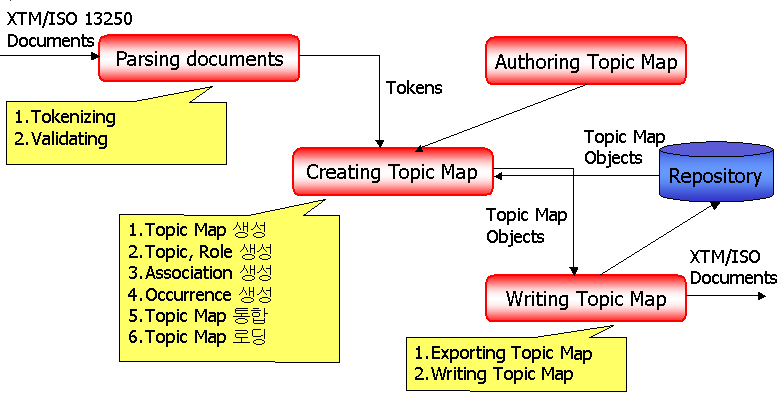 XTM/ISO 13250
Documents
Parsing documents
Authoring Topic Map
Tokens
1.Tokenizing
2.Validating
Topic Map
Objects
Creating Topic Map
Repository
1.Topic Map 생성
2.Topic, Role 생성
3.Association 생성
4.Occurrence 생성
5.Topic Map 통합
6.Topic Map 로딩
Topic Map
Objects
XTM/ISO
Documents
Writing Topic Map
1.Exporting Topic Map
2.Writing Topic Map